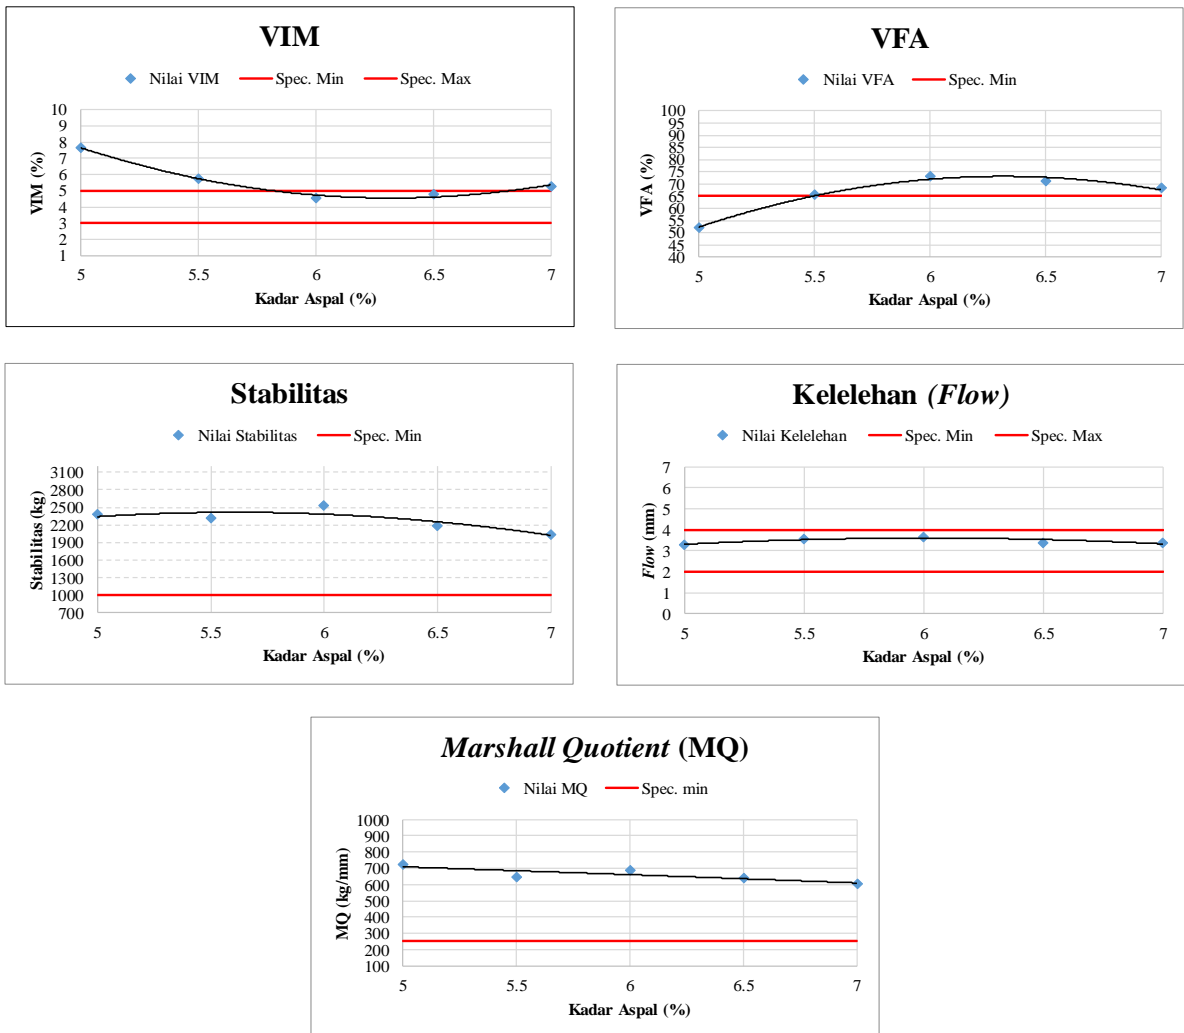 VIM
Nilai VIM Spec. Min Spec. Max
VIM (%)
10
9
8
7
6
5
4
3
2
1
5 5.5 6 6.5 7
Kadar Aspal (%)
VFA
Nilai VFA Spec. Min
VFA (%)
100
95
90
85
80
75
70
65
60
55
50
45
40
5 5.5 6 6.5 7
Kadar Aspal (%)
Stabilitas
Nilai Stabilitas Spec. Min
Stabilitas (kg)
3100
2800
2500
2200
1900
1600
1300
1000
700
5 5.5 6 6.5 7
Kadar Aspal (%)
Kelelehan (Flow)
Nilai Kelelehan Spec. Min Spec. Max
Flow (mm)
7
6
5
4
3
2
1
0
5 5.5 6 6.5 7
Kadar Aspal (%)
Marshall Quotient (MQ)
Nilai MQ Spec. min
MQ (kg/mm)
1000
900
800
700
600
500
400
300
200
100
5 5.5 6 6.5 7
Kadar Aspal (%)